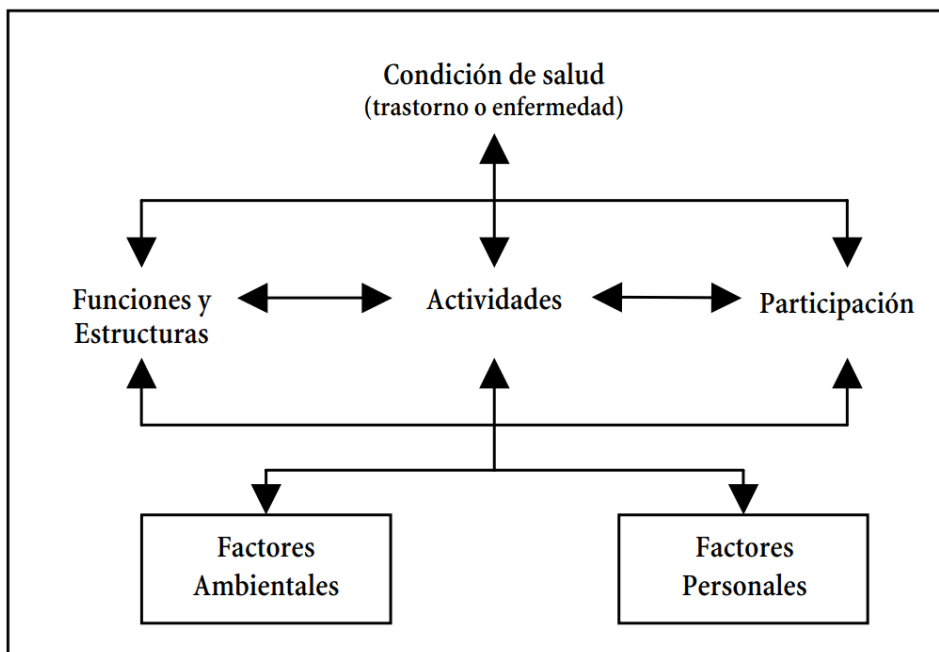 Condición de salud
(trastorno o enfermedad)
Funciones y
Estructuras
Actividades
Participación
Factores
Ambientales
Factores
Personales